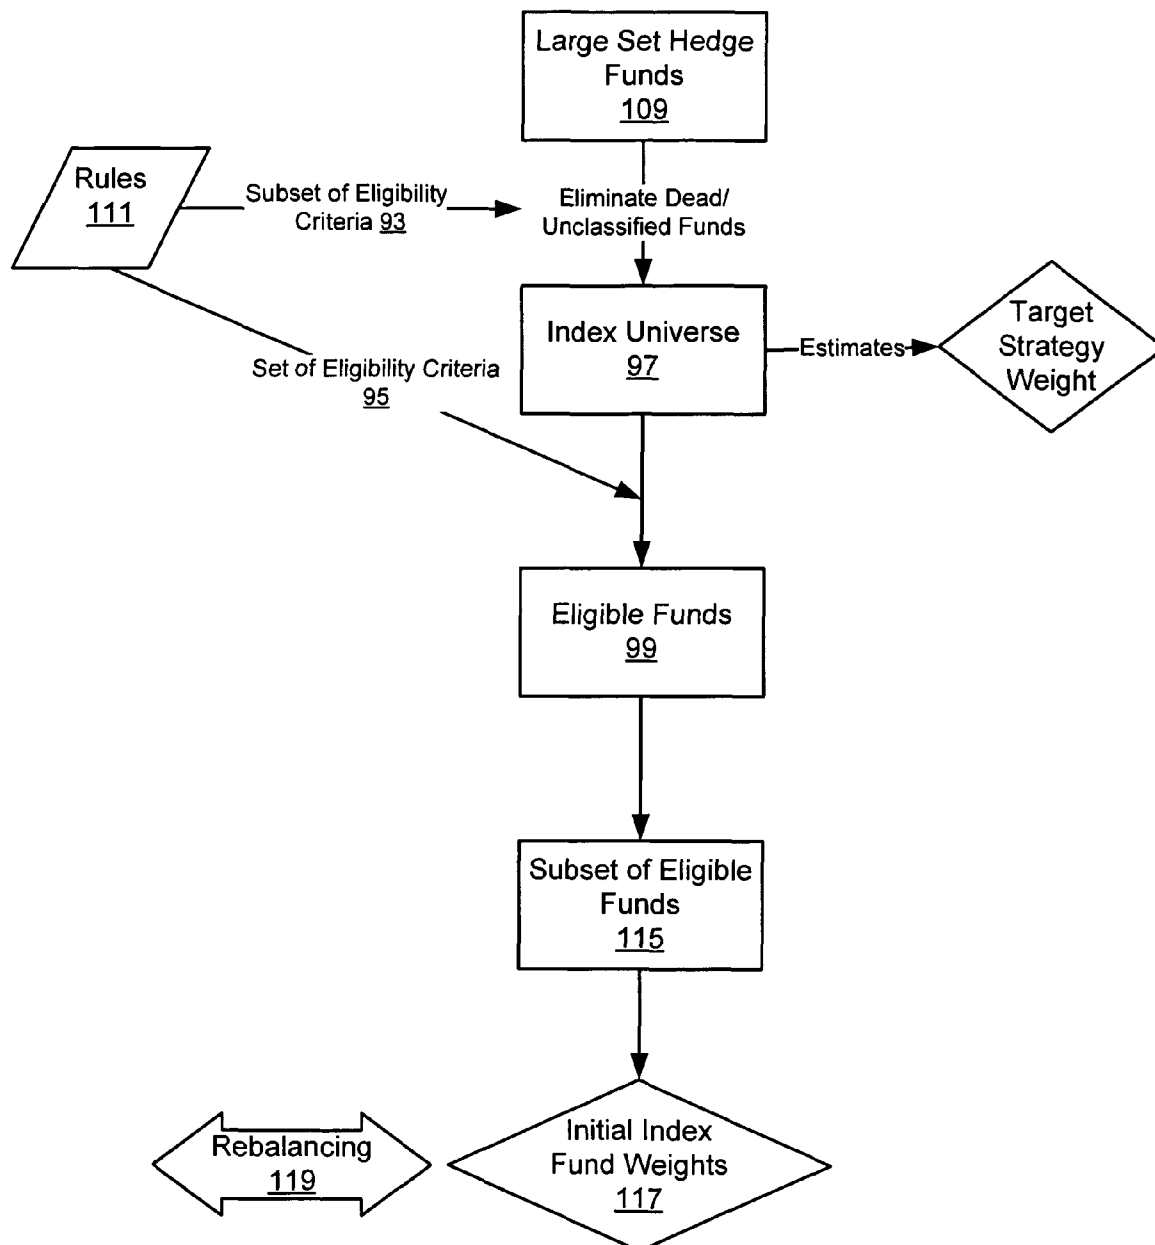 Large Set Hedge
Funds
109
Rules
111
Subset of Eligibility
Criteria 93
Eliminate Dead/
Unclassified Funds
Index Universe
97
Estimates
Target
Strategy
Weight
Set of Eligibility Criteria
95
Eligible Funds
99
Subset of Eligible
Funds
115
Rebalancing
119
Initial Index
Fund Weights
117